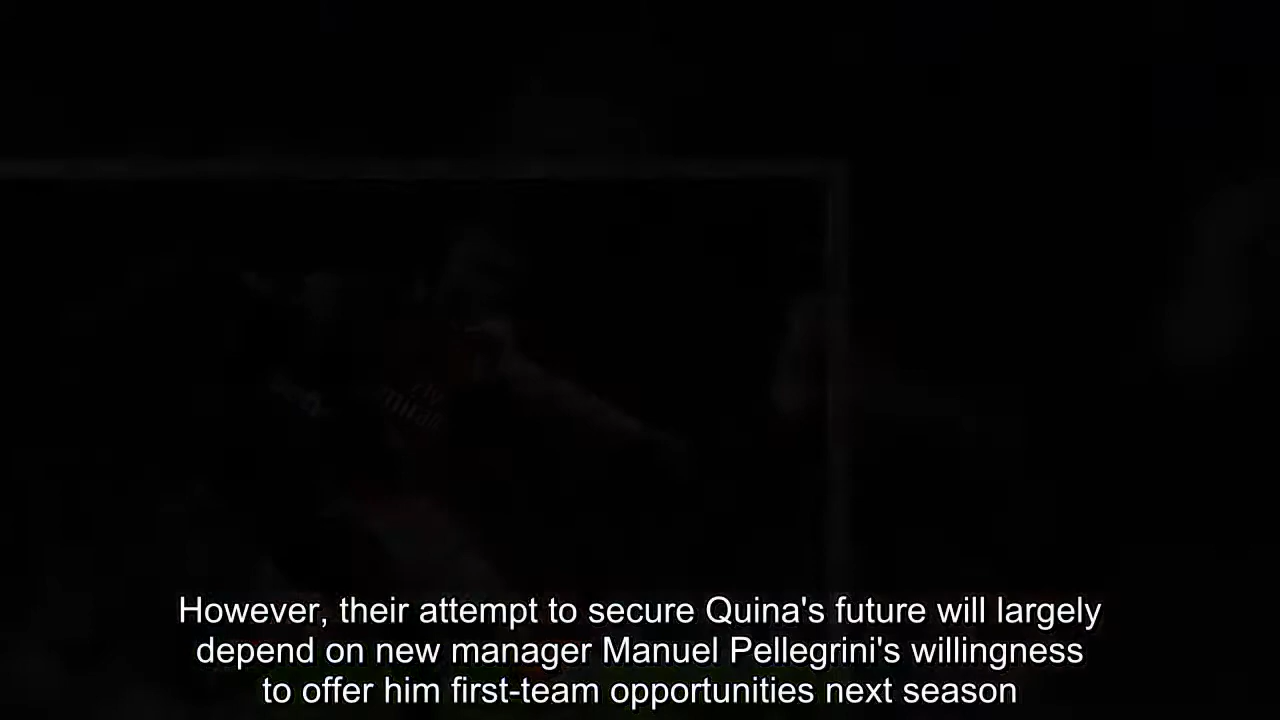 However, their attempt to secure Quina's future will largely
depend on new manager Manuel Pellegrini's willingness
to offer him first-team opportunities next season